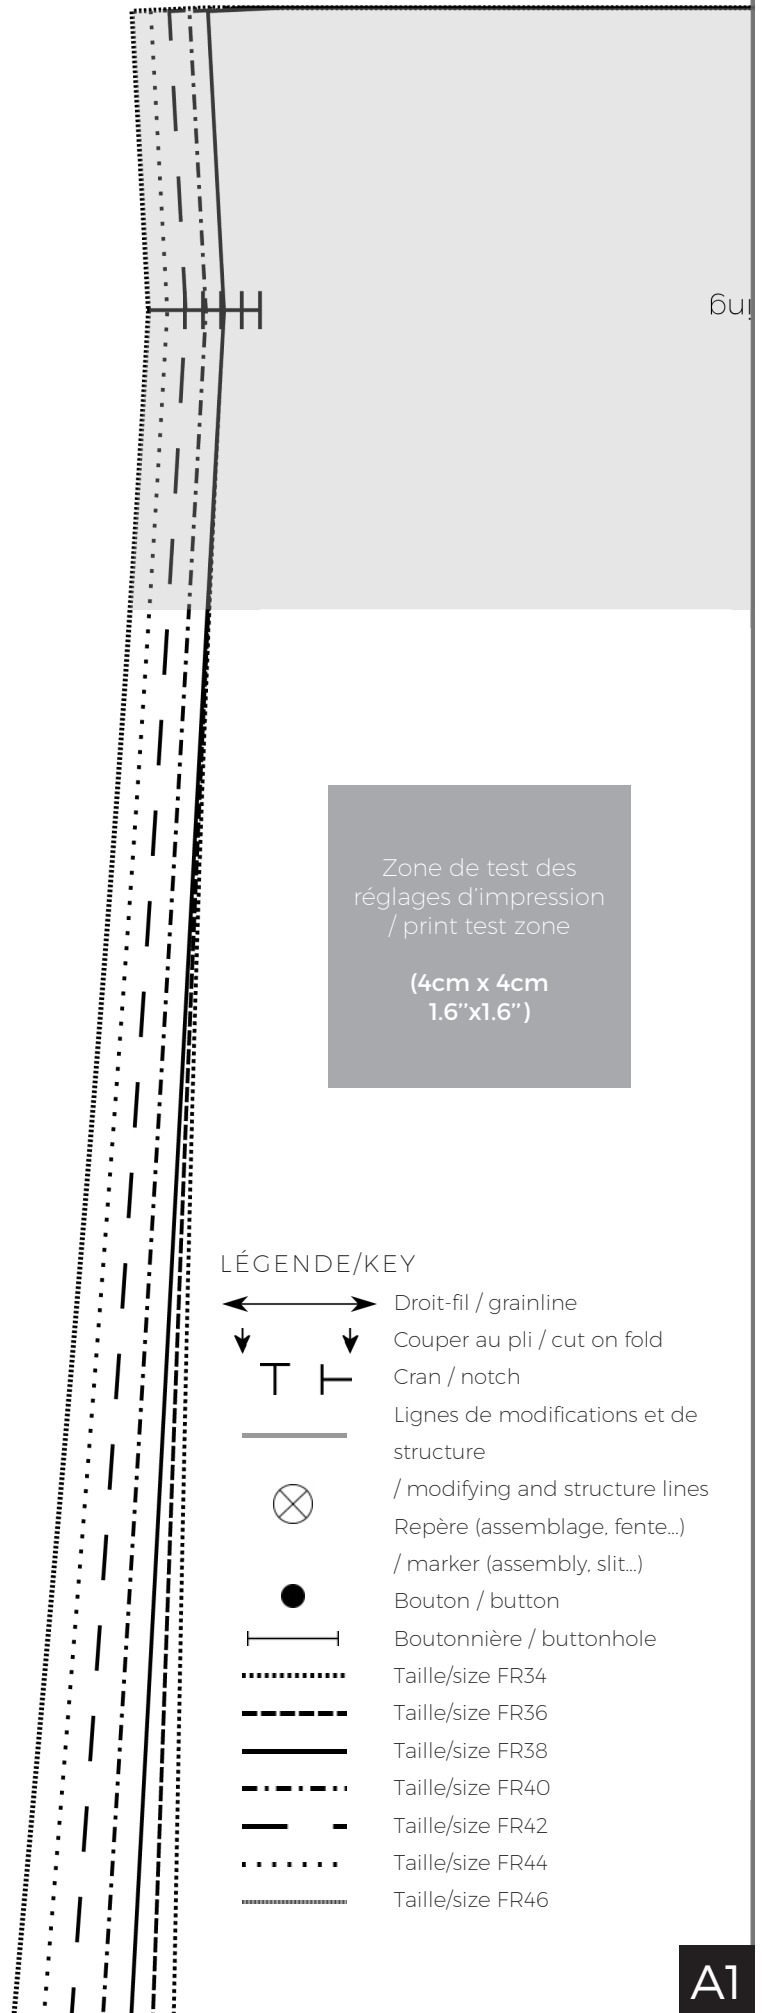 ing
Zone de test des
réglages d'impression
/ print test zone
(4cm x 4cm
1.6’’x1.6’’)
LÉGENDE/KEY
Droit-fil / grainline
Couper au pli / cut on fold
Cran / notch
Lignes de modifications et de
structure
/ modifying and structure lines
Repère (assemblage, fente...)
/ marker (assembly, slit...)
Bouton / button
Boutonnière / buttonhole
Taille/size FR34
Taille/size FR36
Taille/size FR38
Taille/size FR40
Taille/size FR42
Taille/size FR44
Taille/size FR46
A1